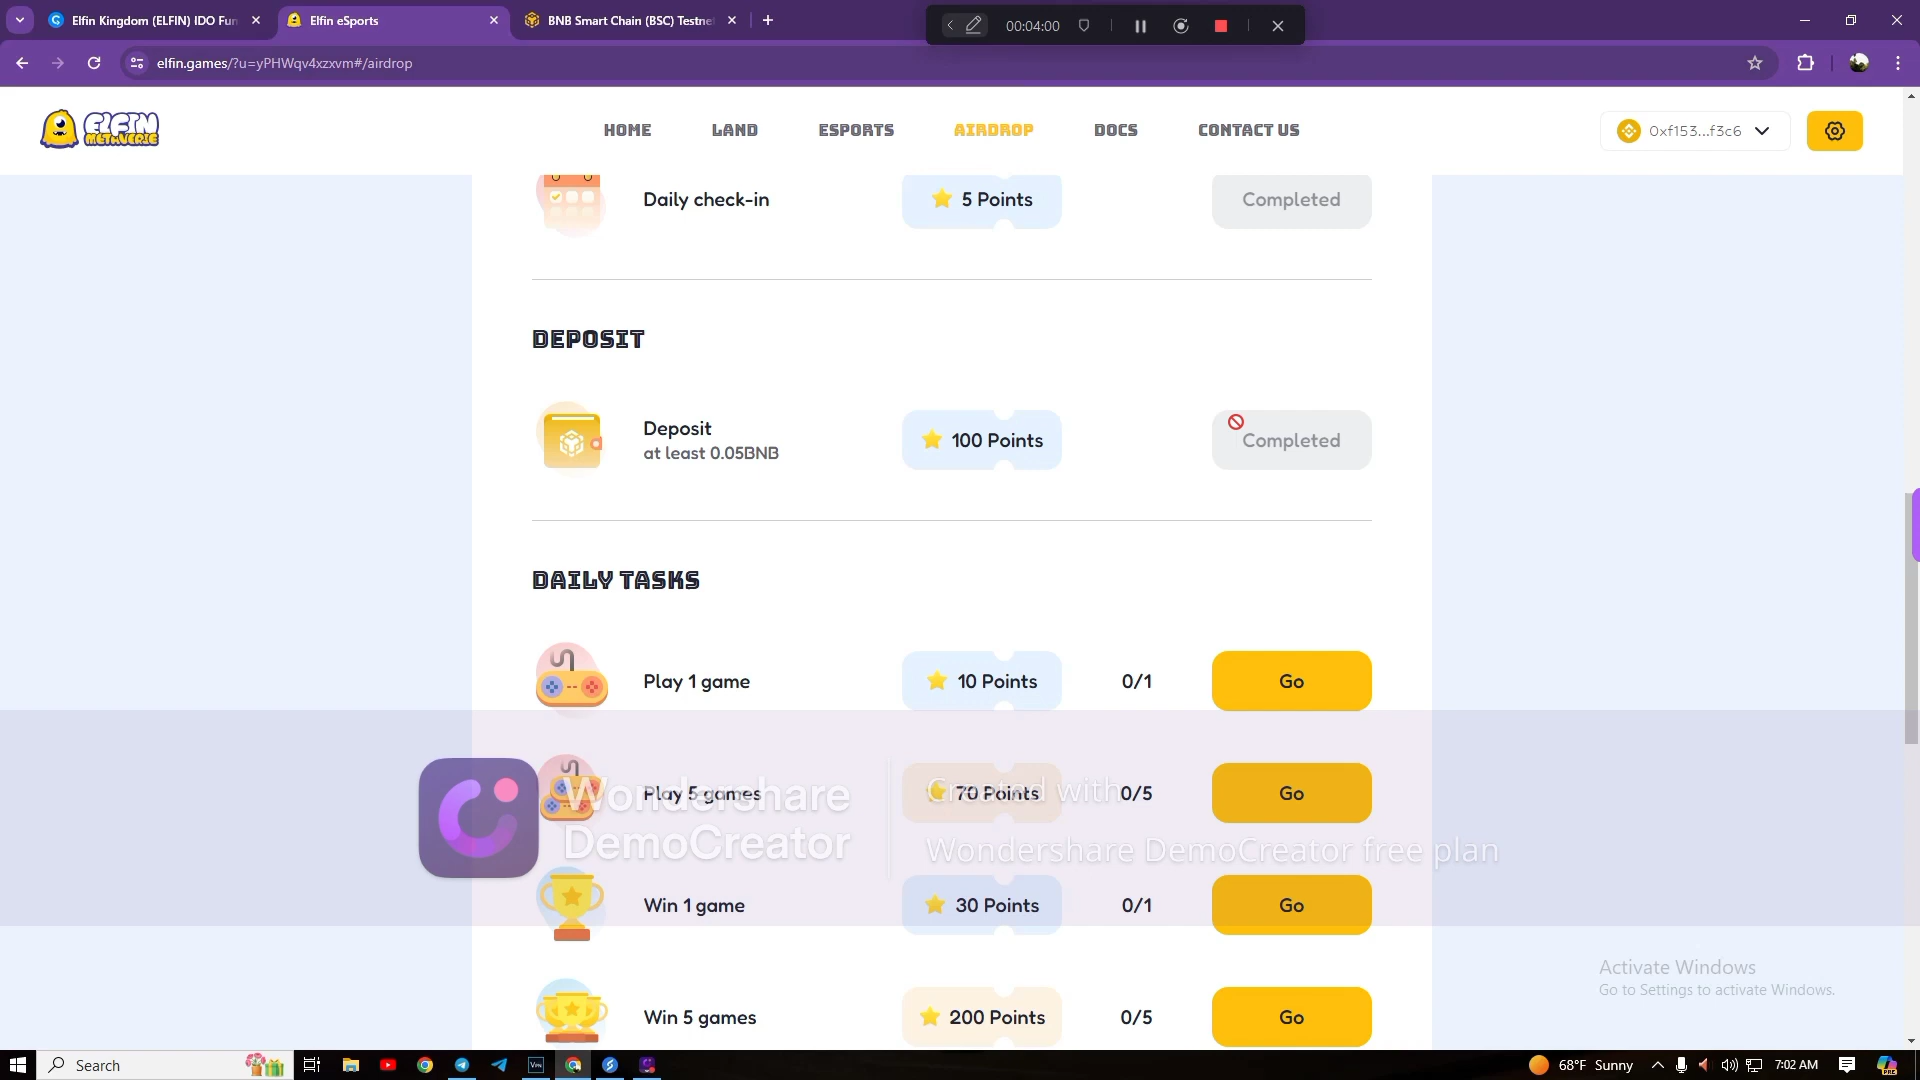 Elfin Kingdom (ELFIN) IDO Fun
Elfin eSports
BNB Smart Chain (BSC) Testne
00:04:00
elfin.games/?u=yPHWqv4xzxvm#/airdrop
ELFIN
METAVERSE
HOME
LAND
ESPORTS
AIRDROP
DOCS
CONTACT US
0xf153...f3c6
Daily check-in
5 Points
Completed
DEPOSIT
Deposit
at least 0.05BNB
100 Points
Completed
DAILY TASKS
Play 1 game
10 Points
0/1
Go
Play 5 games
70 Points
0/5
Go
Wondershare
DemoCreator
Created with
Wondershare DemoCreator free plan
Win 1 game
30 Points
0/1
Go
Win 5 games
200 Points
0/5
Go
Activate Windows
Go to Settings to activate Windows.
Search
VPN
68°F Sunny
7:02 AM
PRE